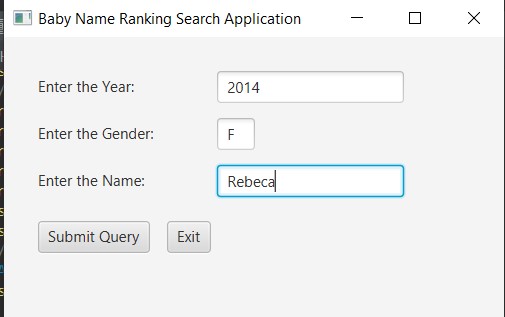 Baby Name Ranking Search Application
Enter the Year: 2014
Enter the Gender: F
Enter the Name: Rebeca
Submit Query Exit